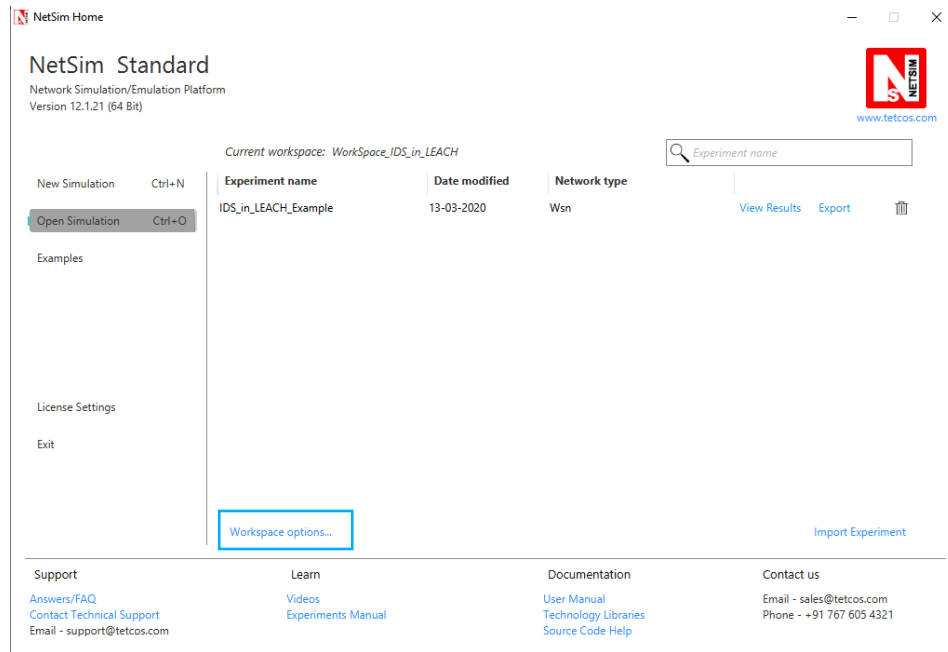 NetSim Home
NetSim Standard
Network Simulation/Emulation Platform
Version 12.1.21 (64 Bit)
NS
NETSIM
www.tetcos.com
Current workspace: WorkSpace_IDS_in_LEACH
Experiment name
New Simulation Ctrl+N
Experiment name Date modified Network type
Open Simulation Ctrl+O
IDS_in_LEACH_Example 13-03-2020 Wsn View Results Export
Examples
License Settings
Exit
Workspace options...
Import Experiment
Support Learn Documentation Contact us
Answers/FAQ Videos User Manual Email - sales@tetcos.com
Contact Technical Support Experiments Manual Technology Libraries Phone - +91 767 605 4321
Email - support@tetcos.com Source Code Help